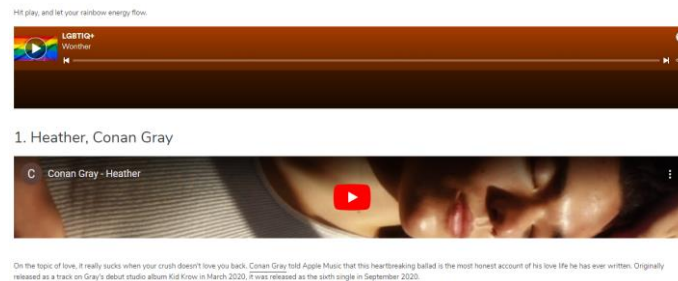 Hit play, and let your rainbow energy flow.
LGBTIQ+
Wonther
1. Heather, Conan Gray
C Conan Gray - Heather
On the topic of love, it really sucks when your crush doesn't love you back. Conan Gray told Apple Music that this heartbreaking ballad is the most honest account of his love life he has ever written. Originally
released as a track on Gray's debut studio album Kid Krow in March 2020, it was released as the sixth single in September 2020.